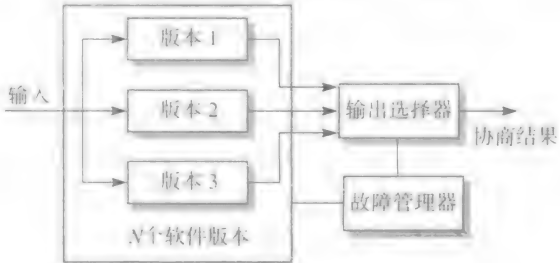 版本 1
输入
版本 2
输出选择器
协商结果
版本 3
故障管理器
N个软件版本